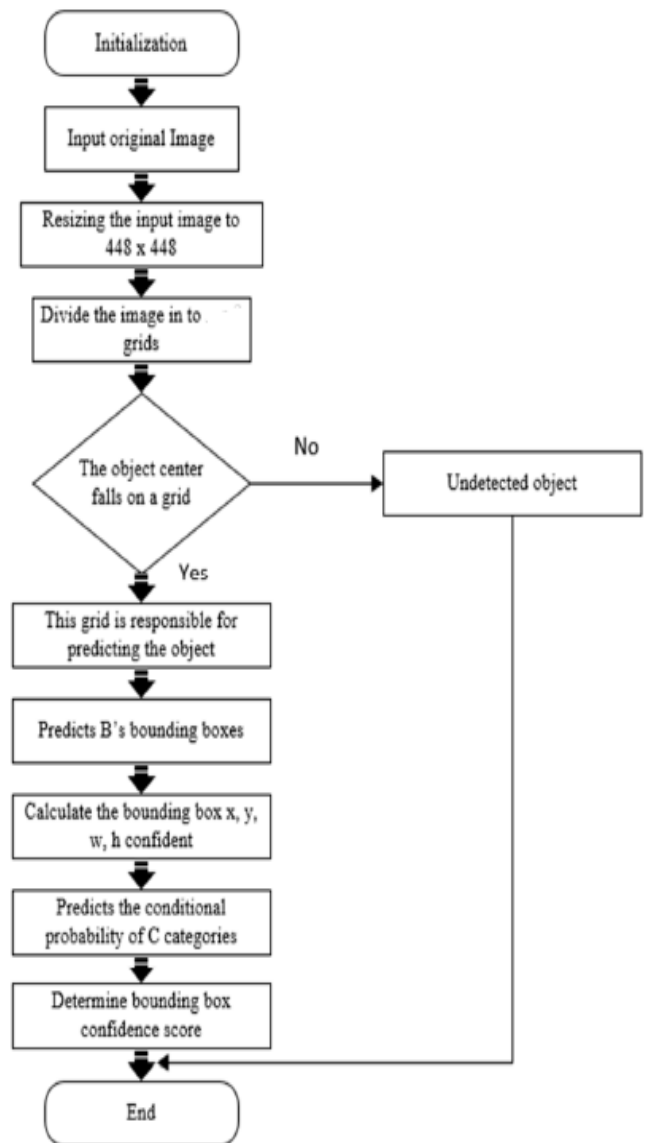 Initialization
Input original Image
Resizing the input image to
448 x 448
Divide the image in to
grids
The object center
falls on a grid
No
Undetected object
Yes
This grid is responsible for
predicting the object
Predicts B's bounding boxes
Calculate the bounding box x, y,
w, h confident
Predicts the conditional
probability of C categories
Determine bounding box
confidence score
End